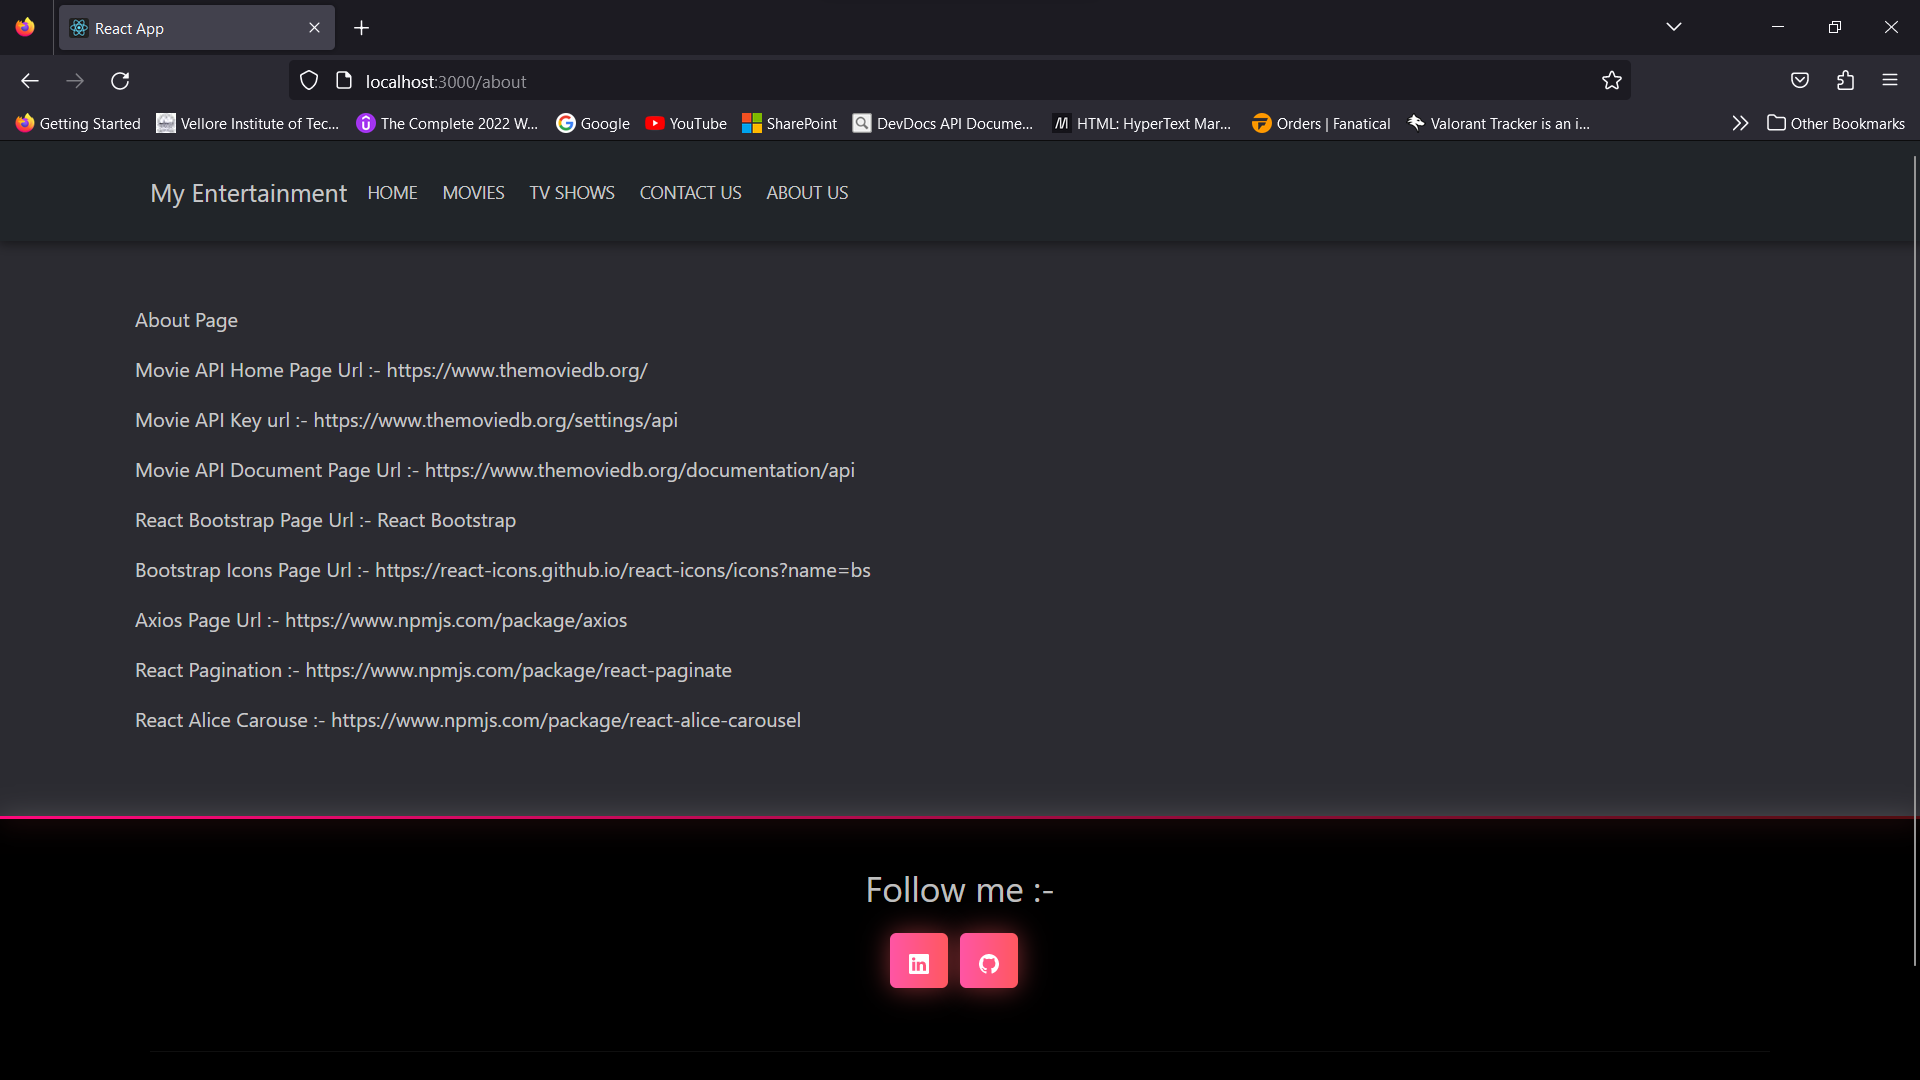 React App
localhost:3000/about
Getting Started Vellore Institute of Tec... The Complete 2022 W... Google YouTube SharePoint DevDocs API Docume... HTML: HyperText Mar... Orders | Fanatical Valorant Tracker is an i... Other Bookmarks
My Entertainment HOME MOVIES TV SHOWS CONTACT US ABOUT US
About Page
Movie API Home Page Url :- https://www.themoviedb.org/
Movie API Key url :- https://www.themoviedb.org/settings/api
Movie API Document Page Url :- https://www.themoviedb.org/documentation/api
React Bootstrap Page Url :- React Bootstrap
Bootstrap Icons Page Url :- https://react-icons.github.io/react-icons/icons?name=bs
Axios Page Url :- https://www.npmjs.com/package/axios
React Pagination :- https://www.npmjs.com/package/react-paginate
React Alice Carouse :- https://www.npmjs.com/package/react-alice-carousel
Follow me :-